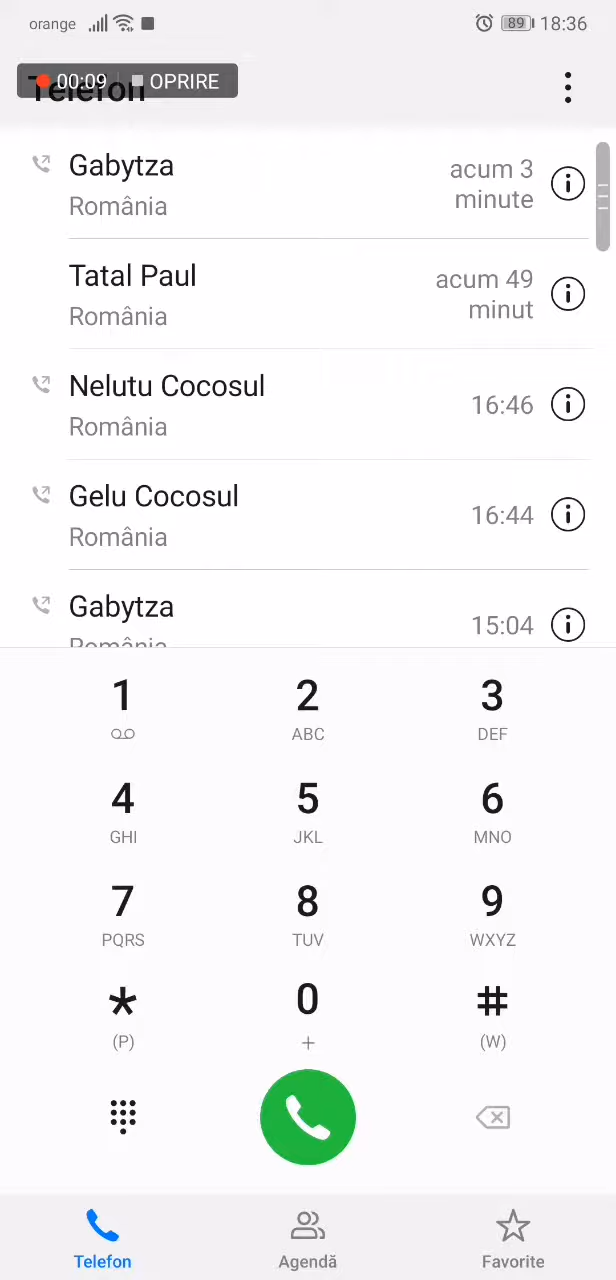 orange 89 18:36
00:09 OPRIRE
Telefon
Gabytza
România
acum 3
minute
Tatal Paul
România
acum 49
minut
Nelutu Cocosul
România
16:46
Gelu Cocosul
România
16:44
Gabytza
România
15:04
1 2 3
ABC DEF
4 5 6
GHI JKL MNO
7 8 9
PQRS TUV WXYZ
* 0 #
(P) + (W)
Telefon Agendă Favorite